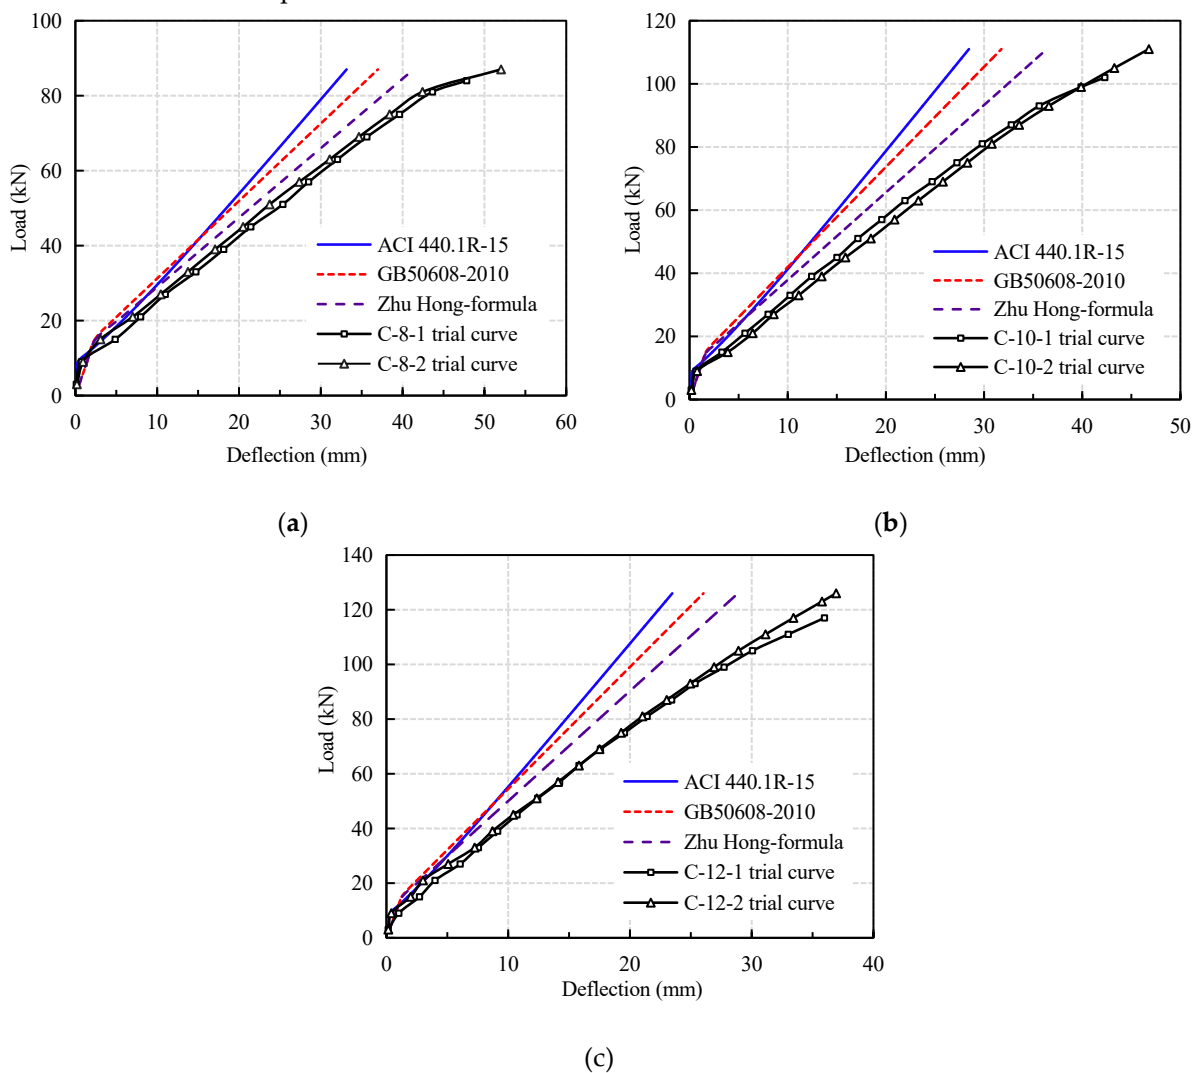 100
80
60
40
20
0
Load (kN)
ACI 440.1R-15
GB50608-2010
Zhu Hong-formula
C-8-1 trial curve
C-8-2 trial curve
0 10 20 30 40 50 60
Deflection (mm)
(a)
120
100
80
60
40
20
0
Load (kN)
ACI 440.1R-15
GB50608-2010
Zhu Hong-formula
C-10-1 trial curve
C-10-2 trial curve
0 10 20 30 40 50
Deflection (mm)
(b)
140
120
100
80
60
40
20
0
Load (kN)
ACI 440.1R-15
GB50608-2010
Zhu Hong-formula
C-12-1 trial curve
C-12-2 trial curve
0 10 20 30 40
Deflection (mm)
(c)